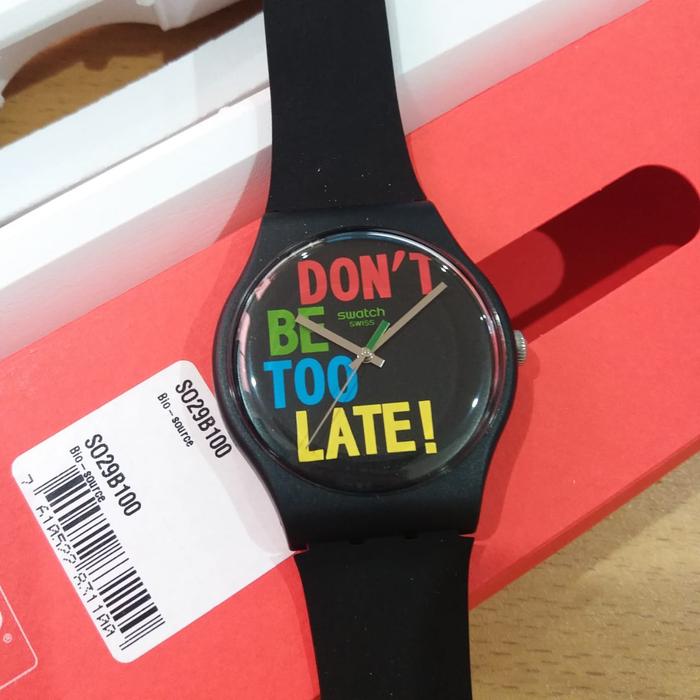 DON'T
swatch
SWISS
BE
TOO
LATE!
SO29B100
Bio-source
SO29B100
Bio-source
®